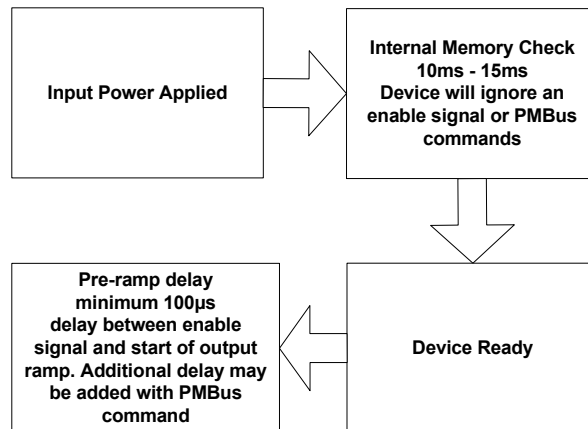 Input Power Applied
Internal Memory Check
10ms - 15ms
Device will ignore an
enable signal or PMBus
commands
Device Ready
Pre-ramp delay
minimum 100µs
delay between enable
signal and start of output
ramp. Additional delay may
be added with PMBus
command